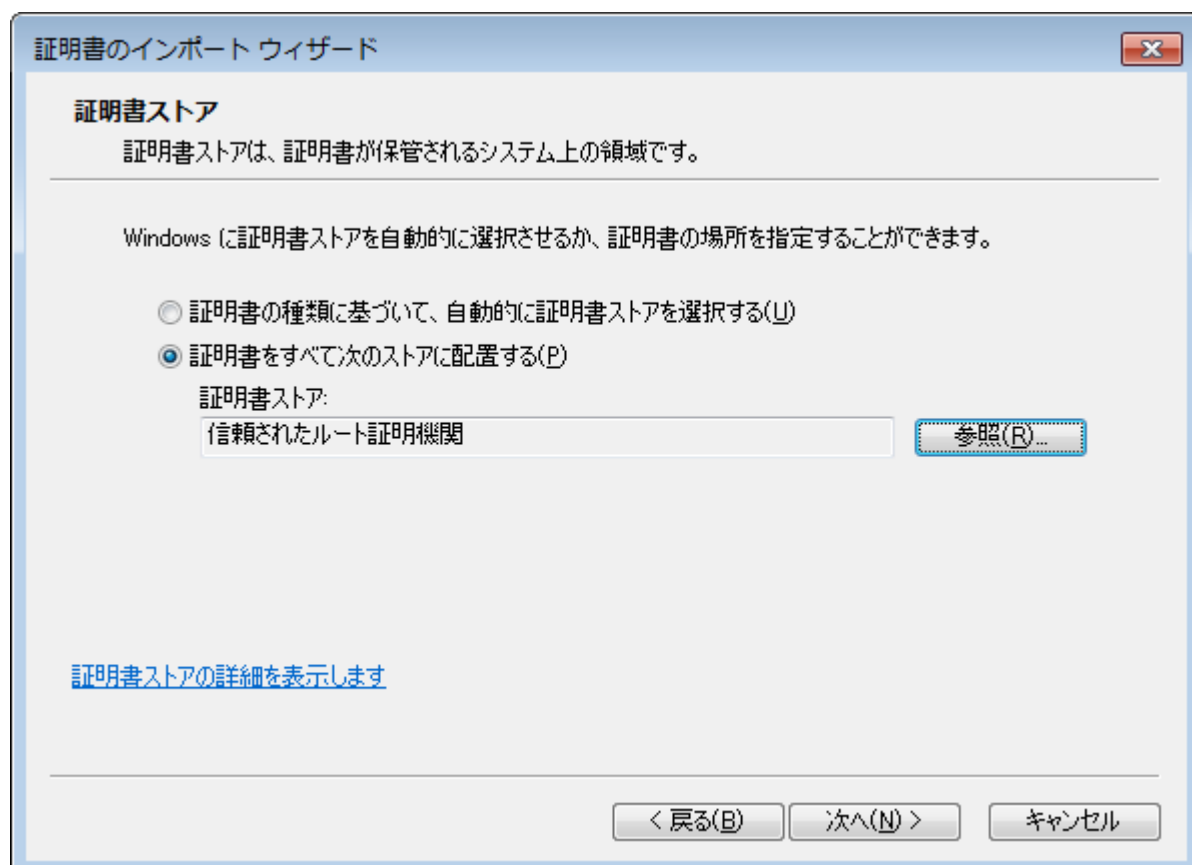 証明書のインポート ウィザード
証明書ストア
証明書ストアは、証明書が保管されるシステム上の領域です。
Windows に証明書ストアを自動的に選択させるか、証明書の場所を指定することができます。
証明書の種類に基づいて、自動的に証明書ストアを選択する(U)
証明書をすべて次のストアに配置する(P)
証明書ストア:
信頼されたルート証明機関
参照(R)...
証明書ストアの詳細を表示します
< 戻る(B)
次へ(N) >
キャンセル